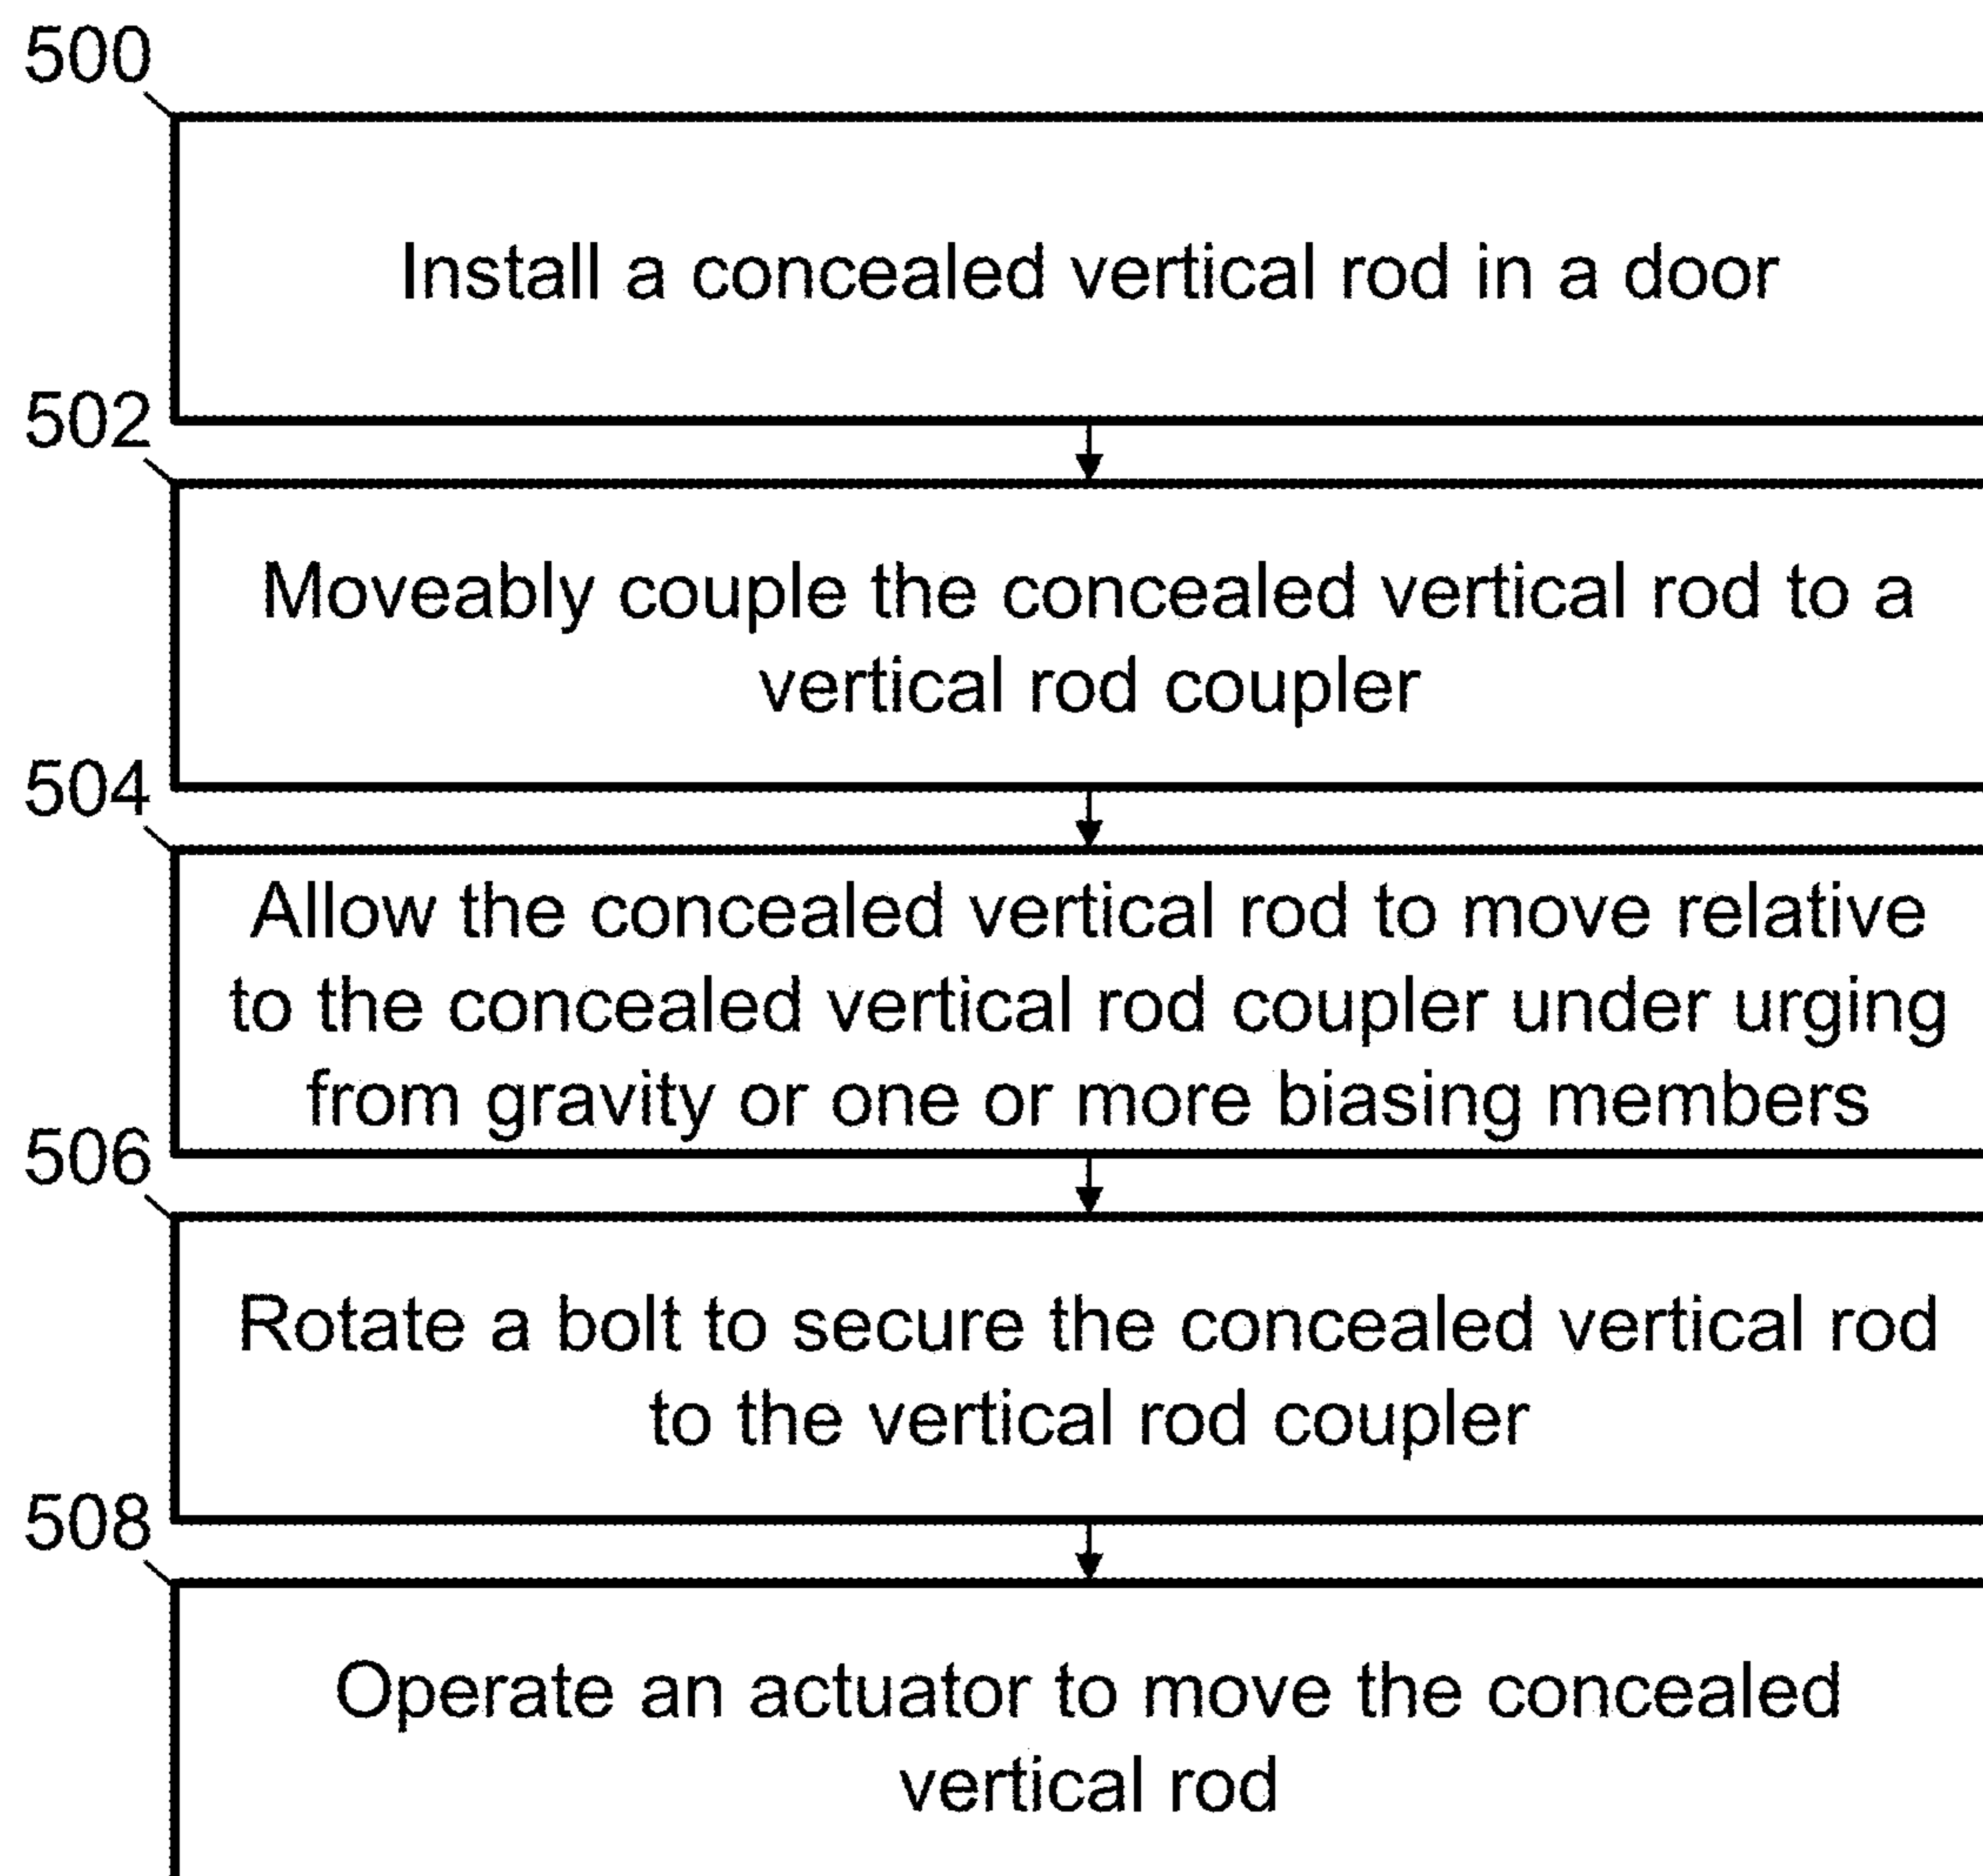 500
Install a concealed vertical rod in a door
502
Moveably couple the concealed vertical rod to a
vertical rod coupler
504
Allow the concealed vertical rod to move relative
to the concealed vertical rod coupler under urging
from gravity or one or more biasing members
506
Rotate a bolt to secure the concealed vertical rod
to the vertical rod coupler
508
Operate an actuator to move the concealed
vertical rod